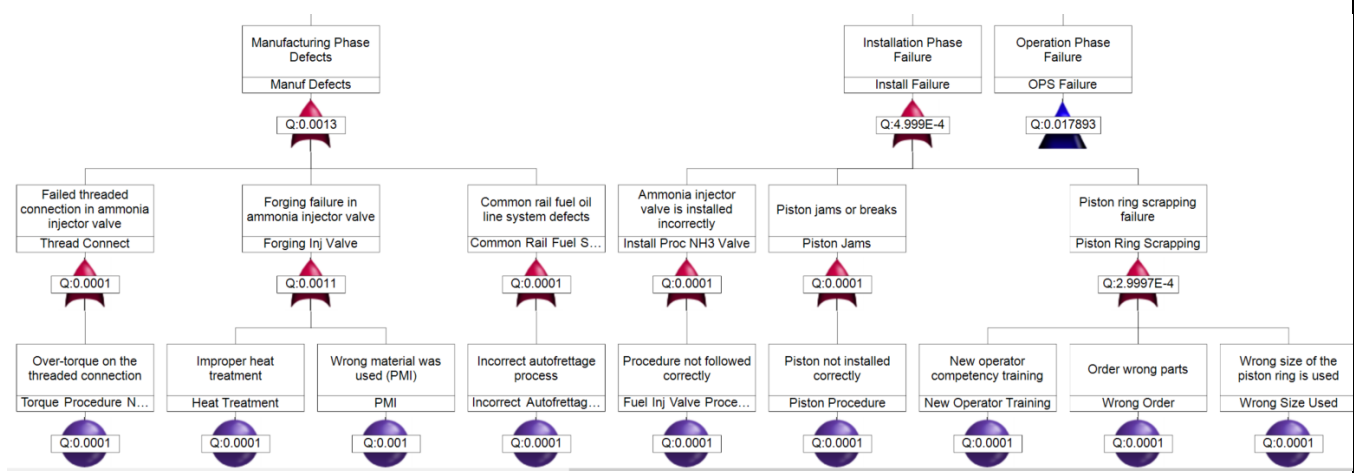 Manufacturing Phase
Defects
Manuf Defects
Q:0.0013
Installation Phase
Failure
Install Failure
Q:4.999E-4
Operation Phase
Failure
OPS Failure
Q:0.017893
Failed threaded
connection in ammonia
injector valve
Thread Connect
Q:0.0001
Forging failure in
ammonia injector valve
Forging Inj Valve
Q:0.0011
Common rail fuel oil
line system defects
Common Rail Fuel S...
Q:0.0001
Ammonia injector
valve is installed
incorrectly
Install Proc NH3 Valve
Q:0.0001
Piston jams or breaks
Piston Jams
Q:0.0001
Piston ring scrapping
failure
Piston Ring Scrapping
Q:2.9997E-4
Over-torque on the
threaded connection
Torque Procedure N...
Q:0.0001
Improper heat
treatment
Heat Treatment
Q:0.0001
Wrong material was
used (PMI)
PMI
Q:0.001
Incorrect autofrettage
process
Incorrect Autofrettag...
Q:0.0001
Procedure not followed
correctly
Fuel Inj Valve Proce...
Q:0.0001
Piston not installed
correctly
Piston Procedure
Q:0.0001
New operator
competency training
New Operator Training
Q:0.0001
Order wrong parts
Wrong Order
Q:0.0001
Wrong size of the
piston ring is used
Wrong Size Used
Q:0.0001